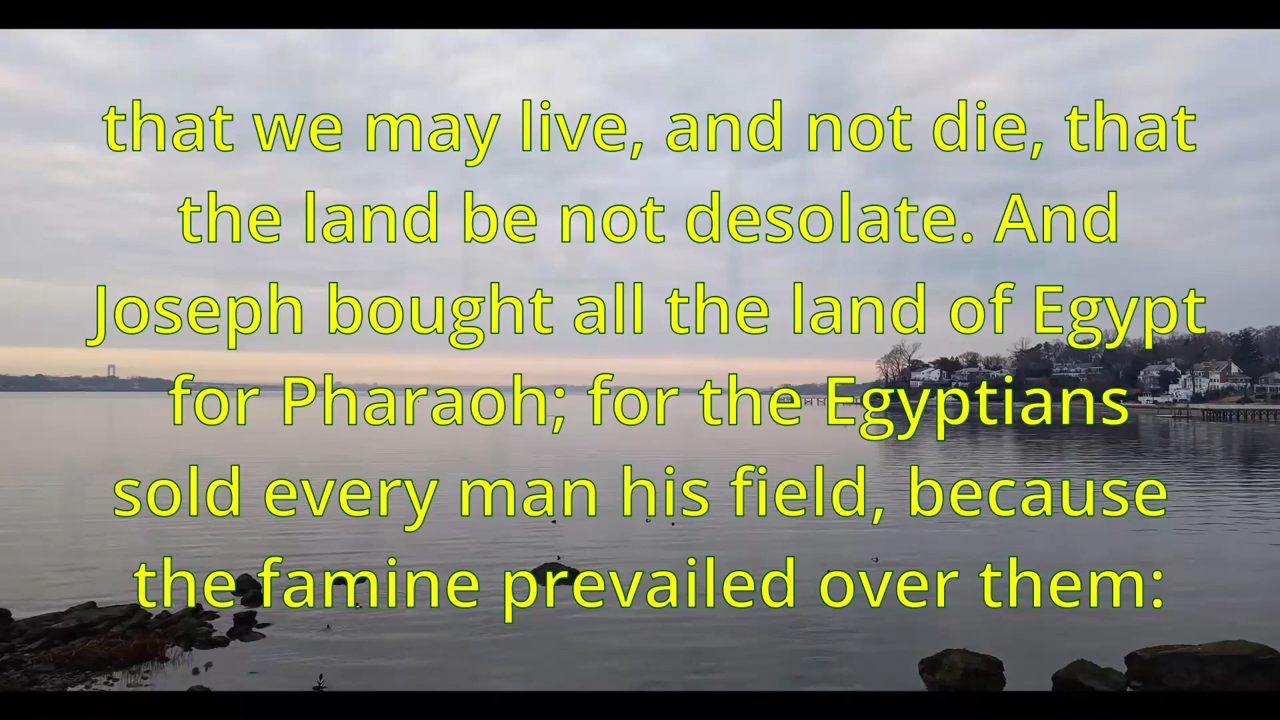 that we may live, and not die, that
the land be not desolate. And
Joseph bought all the land of Egypt
for Pharaoh; for the Egyptians
sold every man his field, because
the famine prevailed over them: